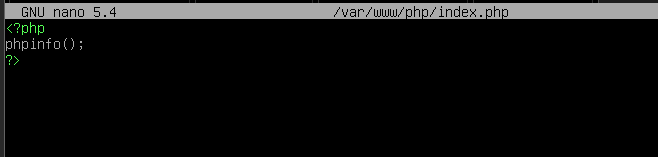 GNU nano 5.4 /var/www/php/index.php
<?php
phpinfo();
?>